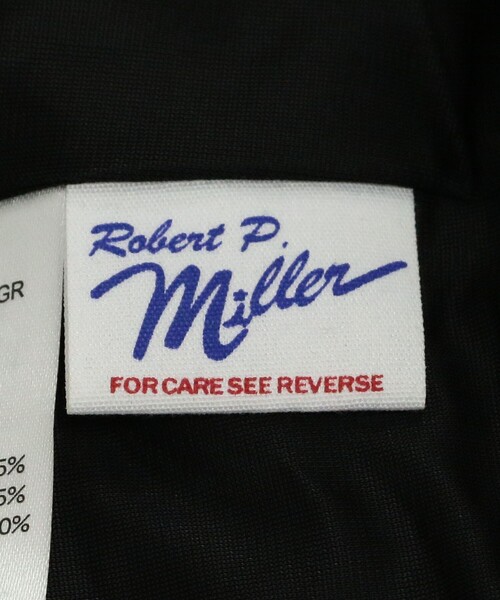 Robert P.
Miller
FOR CARE SEE REVERSE
GR
5%
5%
0%